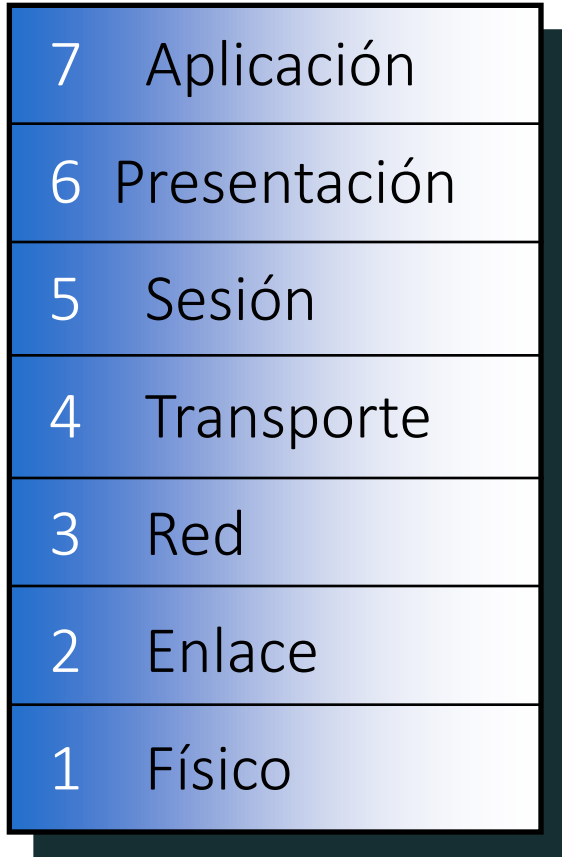 7 Aplicación
6 Presentación
5 Sesión
4 Transporte
3 Red
2 Enlace
1 Físico